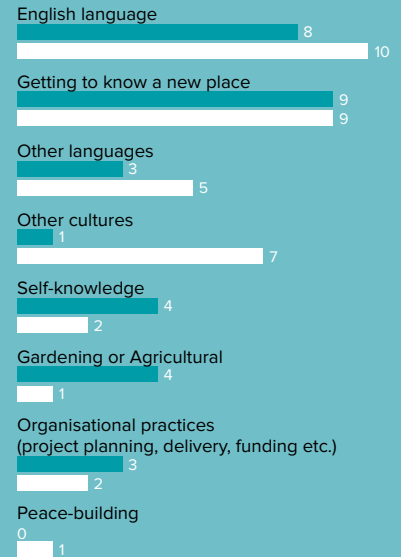 English language
8
10
Getting to know a new place
9
9
Other languages
3
5
Other cultures
1
7
Self-knowledge
4
2
Gardening or Agricultural
4
1
Organisational practices
(project planning, delivery, funding etc.)
3
2
Peace-building
0
1